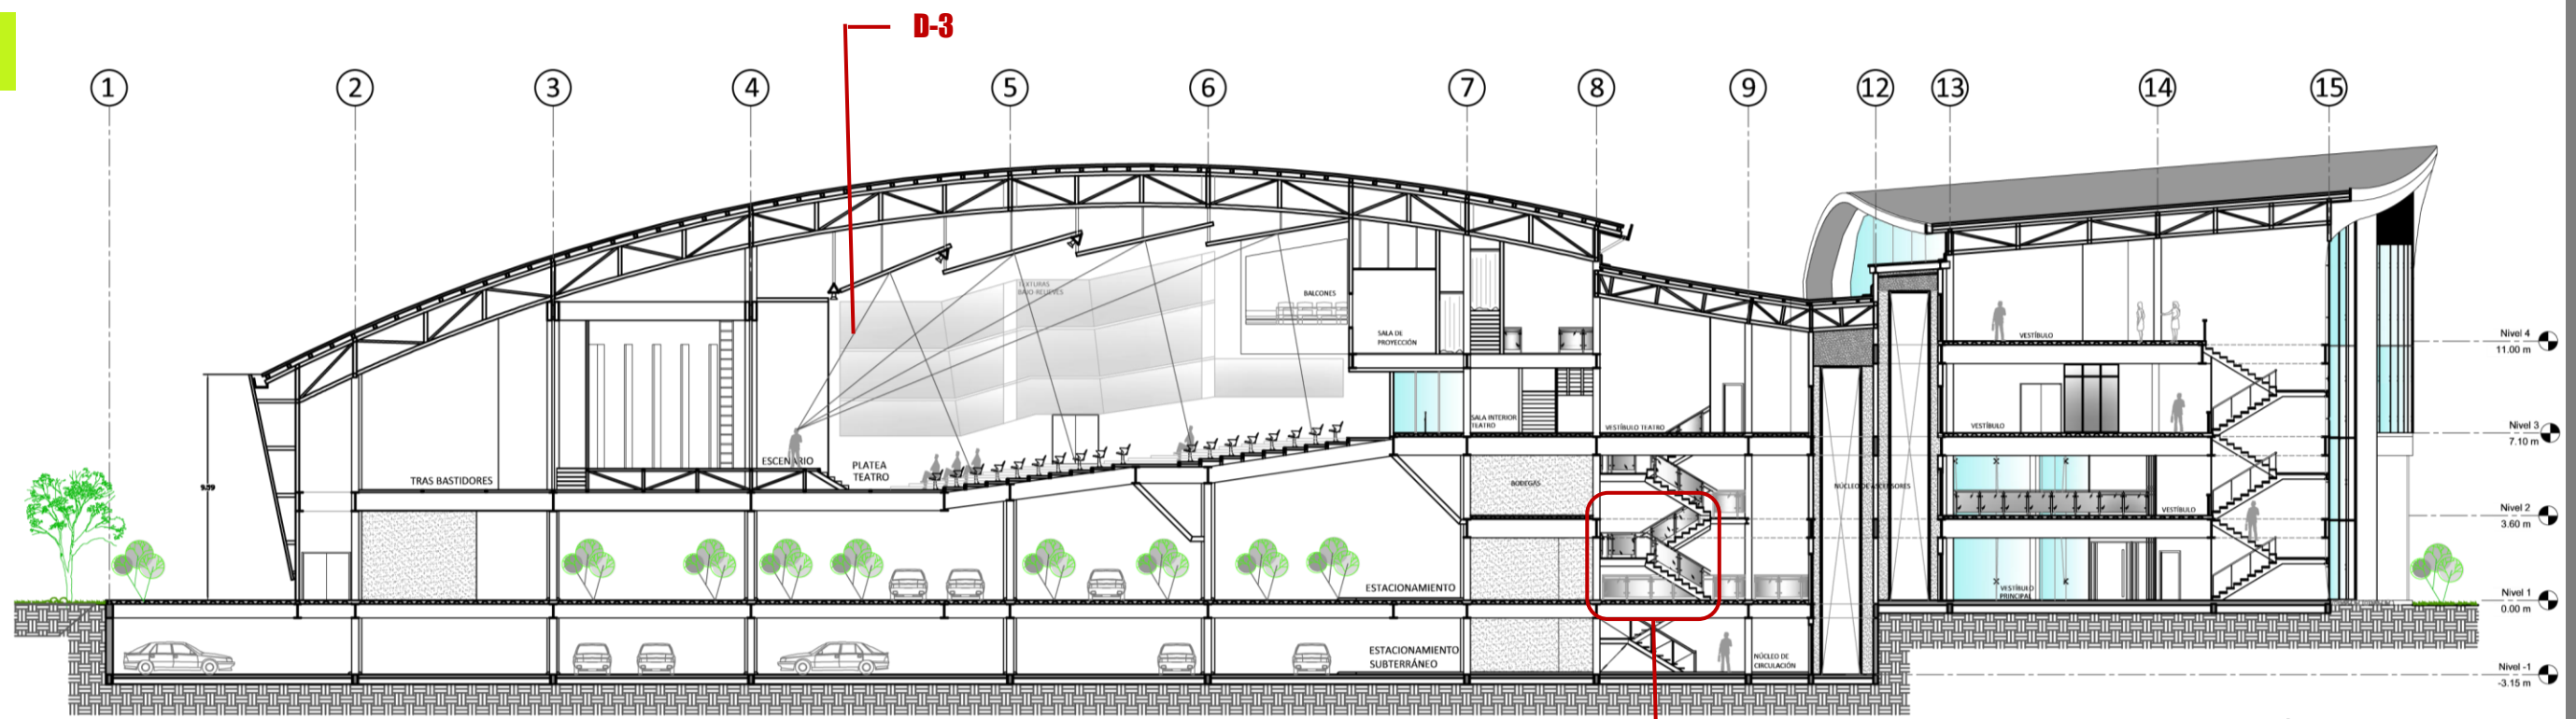 D-3
1
2
3
4
5
6
7
8
9
12
13
14
15
TEXTURAS
BAJO RELIEVES
BALCONES
SALA DE
PROYECCIÓN
VESTÍBULO
Nivel 4
11.00 m
SALA INTERIOR
TEATRO
VESTÍBULO TEATRO
VESTÍBULO
Nivel 3
7.10 m
ESCENARIO
PLATEA
TEATRO
TRAS BASTIDORES
BODEGAS
NÚCLEO DE ASCENSORES
VESTÍBULO
Nivel 2
3.60 m
ESTACIONAMIENTO
VESTÍBULO
PRINCIPAL
Nivel 1
0.00 m
ESTACIONAMIENTO
SUBTERRÁNEO
NÚCLEO DE
CIRCULACIÓN
Nivel -1
-3.15 m